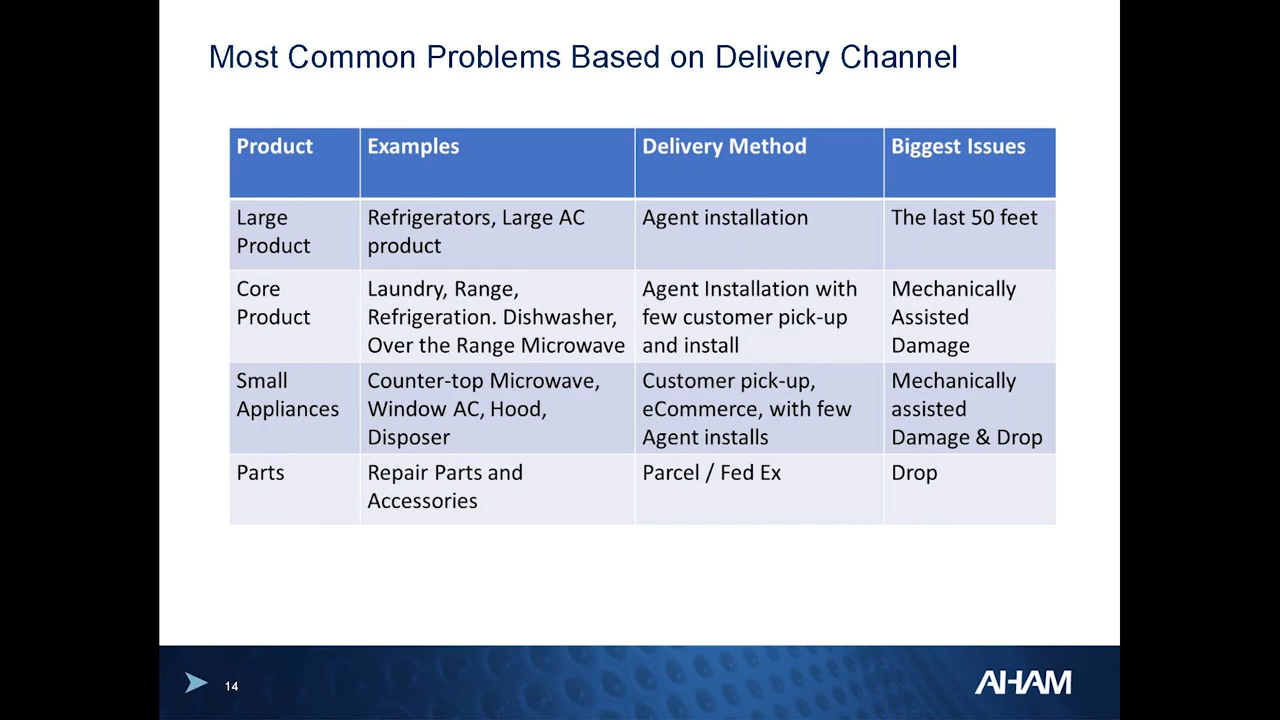 Most Common Problems Based on Delivery Channel
Product
Examples
Delivery Method
Biggest Issues
Large
Product
Refrigerators, Large AC
product
Agent installation
The last 50 feet
Core
Product
Laundry, Range,
Refrigeration. Dishwasher,
Over the Range Microwave
Agent Installation with
few customer pick-up
and install
Mechanically
Assisted
Damage
Small
Appliances
Counter-top Microwave,
Window AC, Hood,
Disposer
Customer pick-up,
eCommerce, with few
Agent installs
Mechanically
assisted
Damage & Drop
Parts
Repair Parts and
Accessories
Parcel / Fed Ex
Drop
14
AHAM